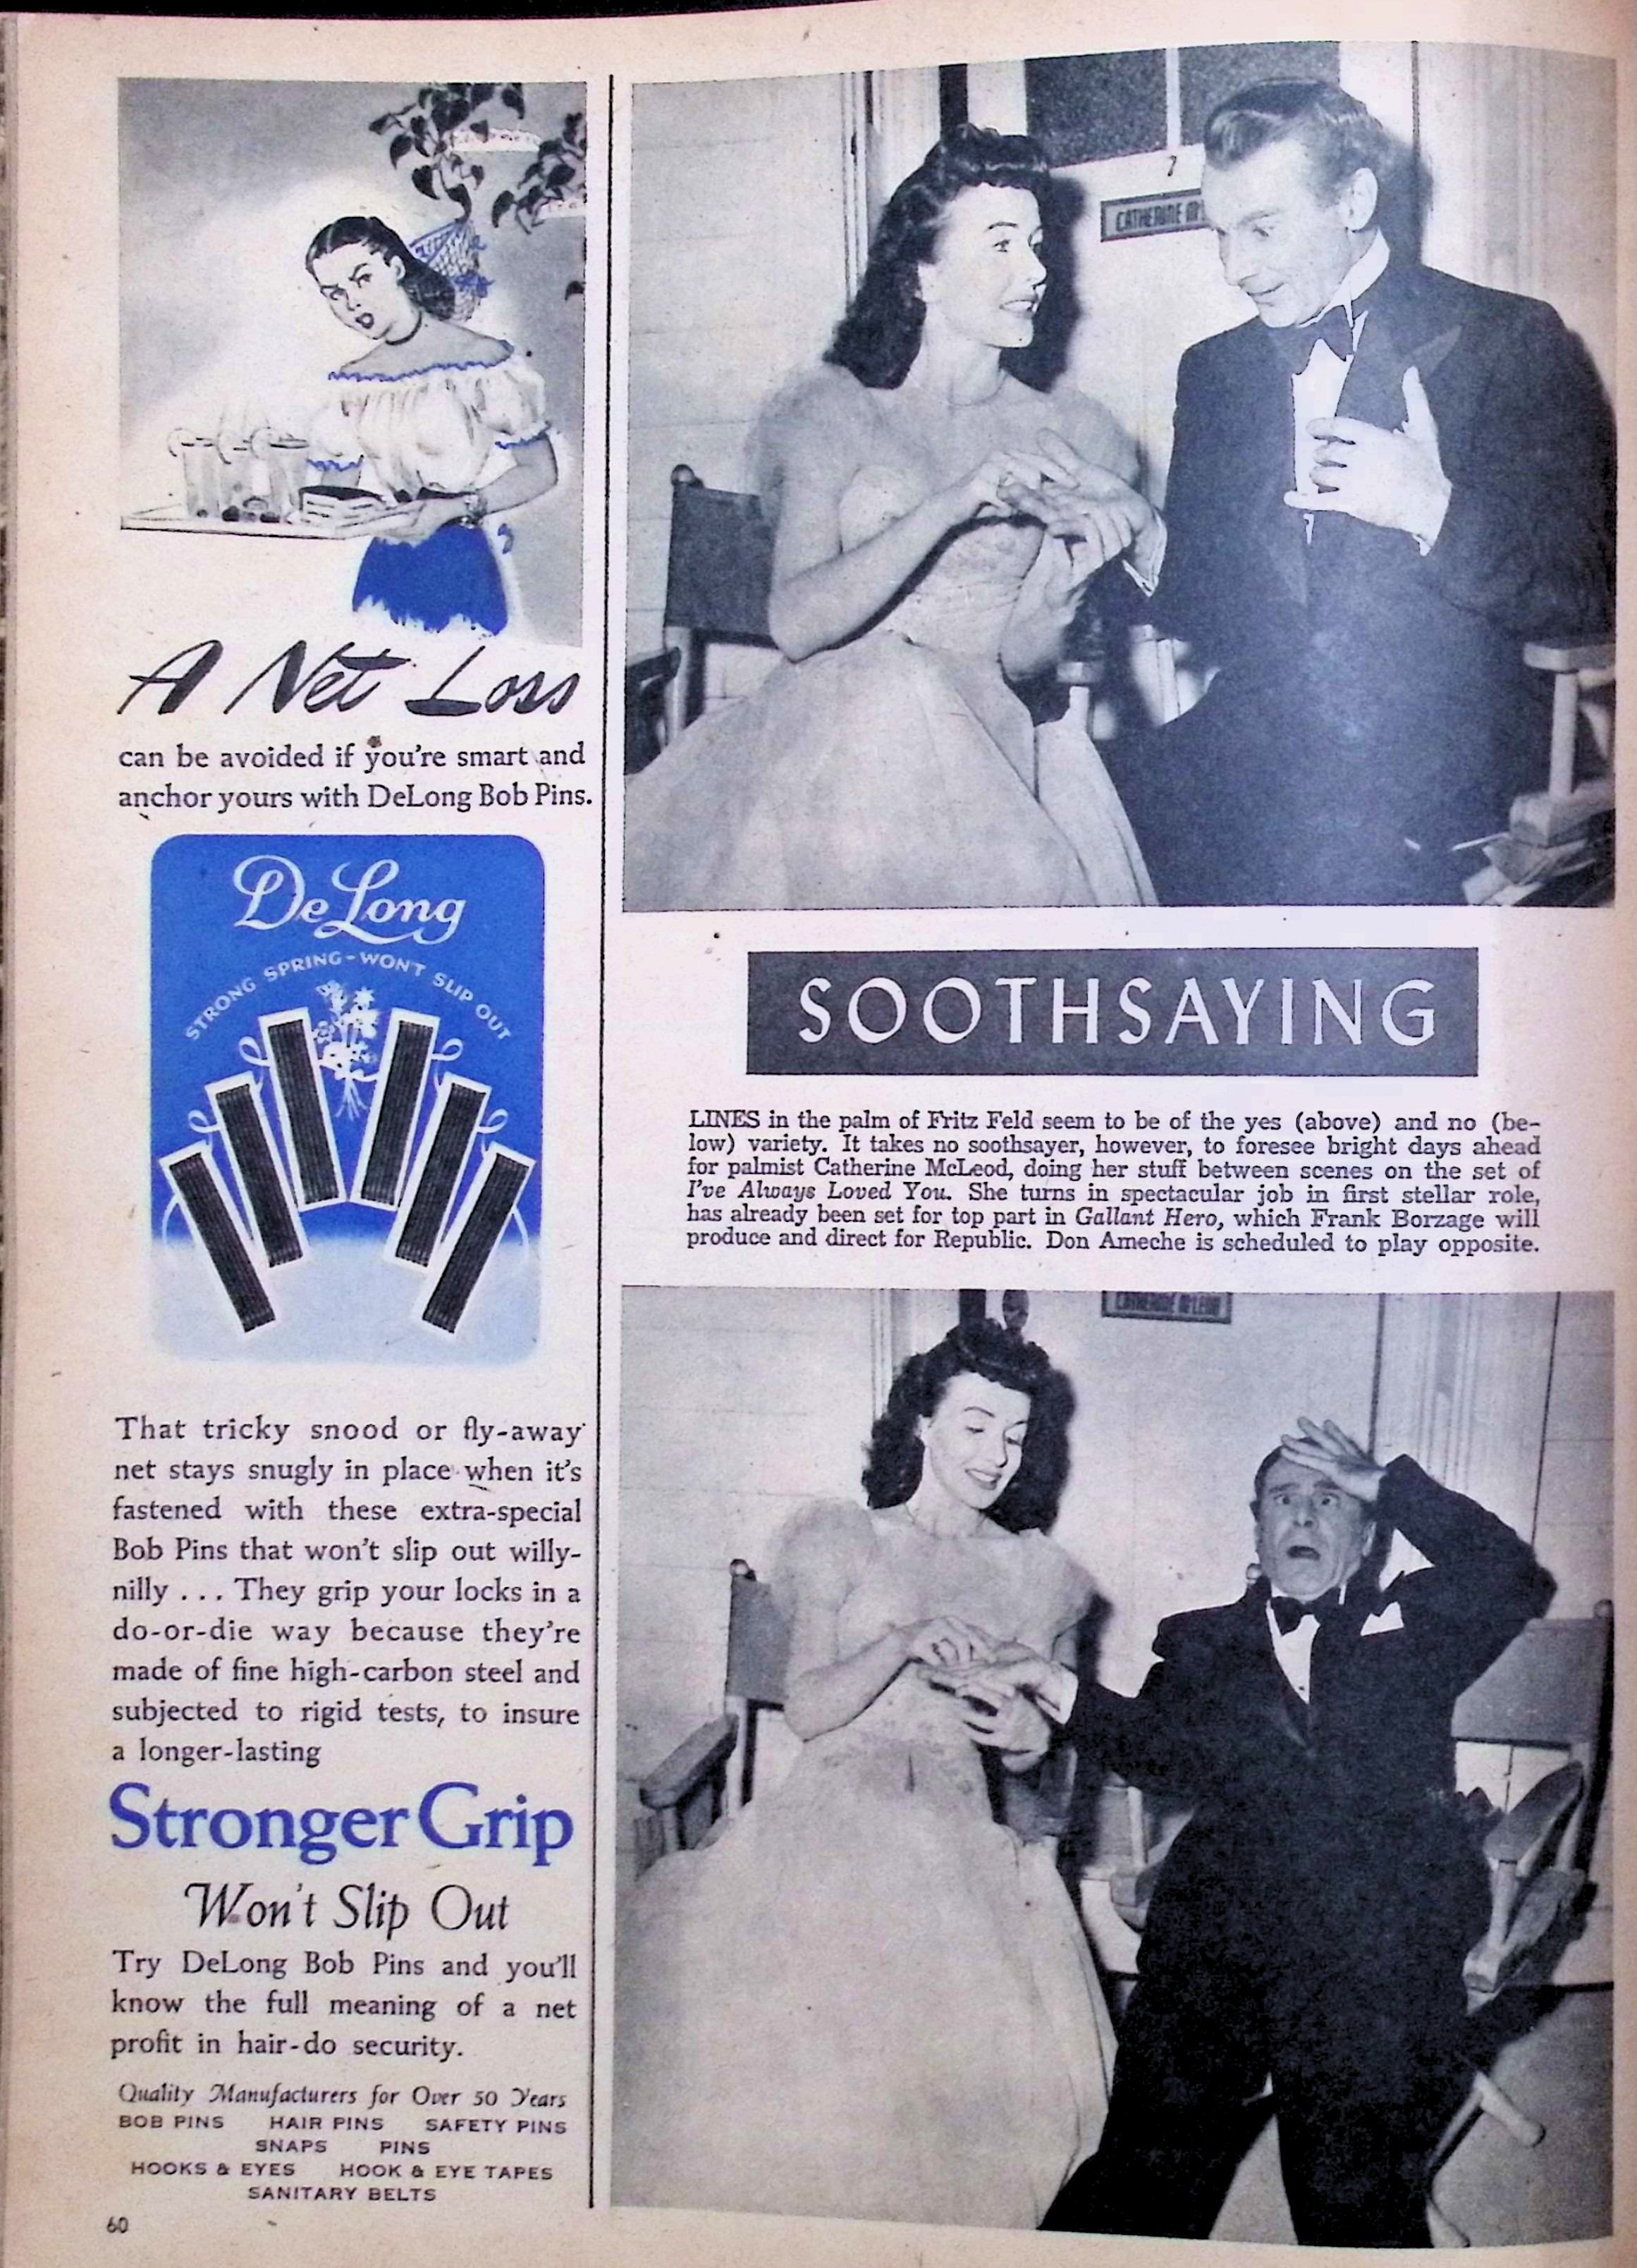 A Net Loss
can be avoided if you're smart and
anchor yours with DeLong Bob Pins.
DeLong
STRONG SPRING-WON'T SLIP OUT
That tricky snood or fly-away
net stays snugly in place when it's
fastened with these extra-special
Bob Pins that won't slip out willy-
nilly ... They grip your locks in a
do-or-die way because they're
made of fine high-carbon steel and
subjected to rigid tests, to insure
a longer-lasting
Stronger Grip
Won't Slip Out
Try DeLong Bob Pins and you'll
know the full meaning of a net
profit in hair-do security.
Quality Manufacturers for Over 50 Years
BOB PINS HAIR PINS SAFETY PINS
SNAPS PINS
HOOKS & EYES HOOK & EYE TAPES
SANITARY BELTS
60
7
CATHERINE
SOOTHSAYING
LINES in the palm of Fritz Feld seem to be of the yes (above) and no (be-
low) variety. It takes no soothsayer, however, to foresee bright days ahead
for palmist Catherine McLeod, doing her stuff between scenes on the set of
I've Always Loved You. She turns in spectacular job in first stellar role,
has already been set for top part in Gallant Hero, which Frank Borzage will
produce and direct for Republic. Don Ameche is scheduled to play opposite.
CATHERINE McLEOD